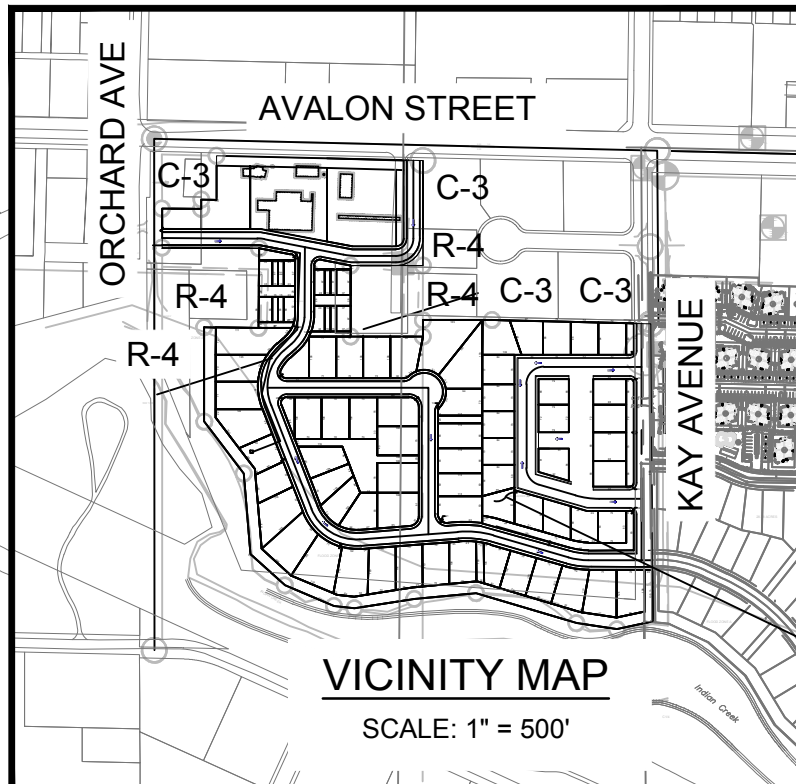 ORCHARD AVE
AVALON STREET
C-3
C-3
R-4
R-4
R-4
C-3
C-3
R-4
KAY AVENUE
VICINITY MAP
SCALE: 1" = 500'
Indian Creek